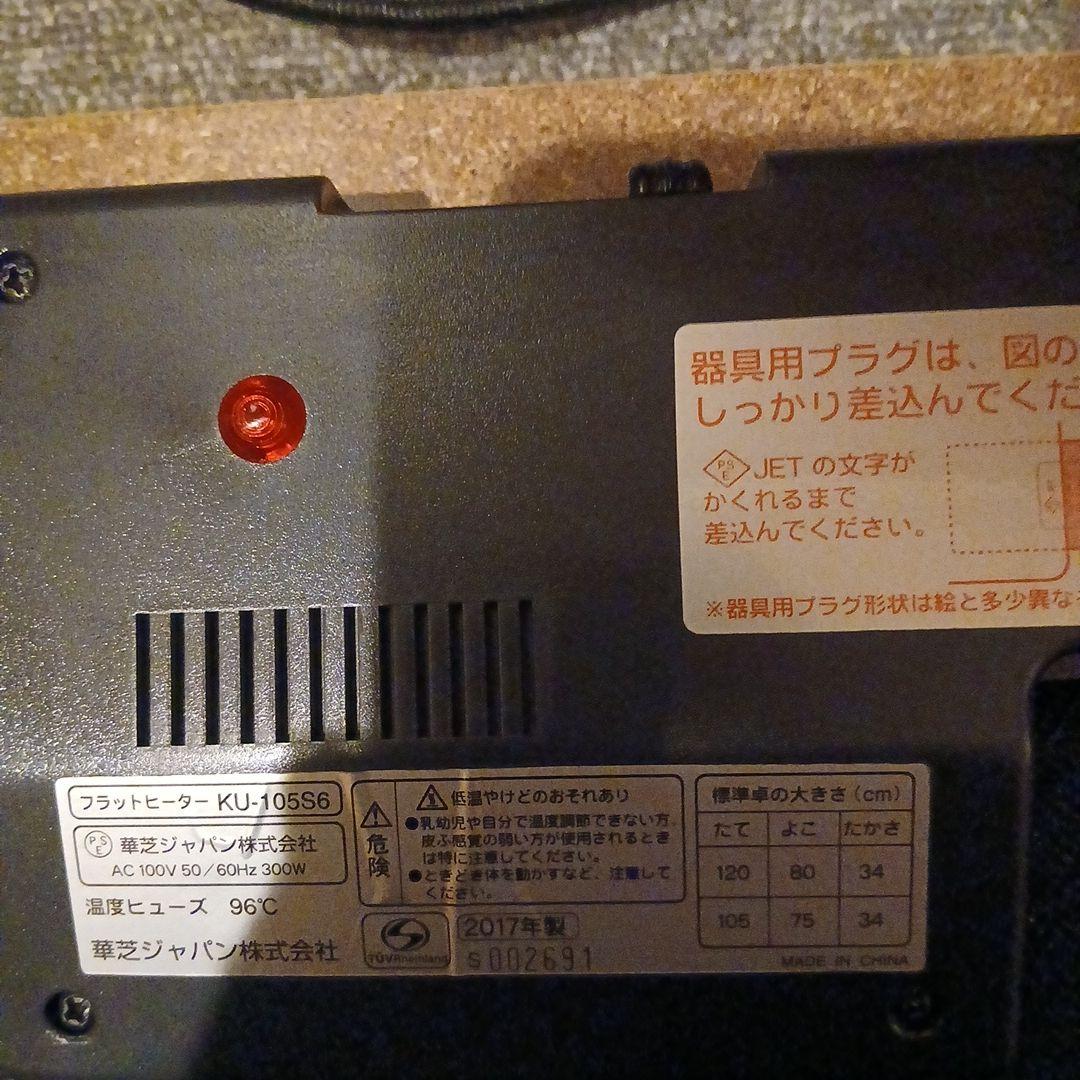 器具用プラグは、図の
しっかり差込んでくだ
PSE JET の文字が
かくれるまで
差込んでください。
※器具用プラグ形状は絵と多少異な
フラットヒーター KU-105S6
PSE 華芝ジャパン株式会社
AC 100V 50/60Hz 300W
温度ヒューズ 96℃
華芝ジャパン株式会社
危険
低温やけどのおそれあり
●乳幼児や自分で温度調節できない方、
皮ふ感覚の弱い方が使用されるとき
は特に注意してください。
●ときどき体を動かすなど、注意して
ください。
TÜVRheinland
2017年製
S 002691
標準卓の大きさ(cm)
たて よこ たかさ
120 80 34
105 75 34
MADE IN CHINA